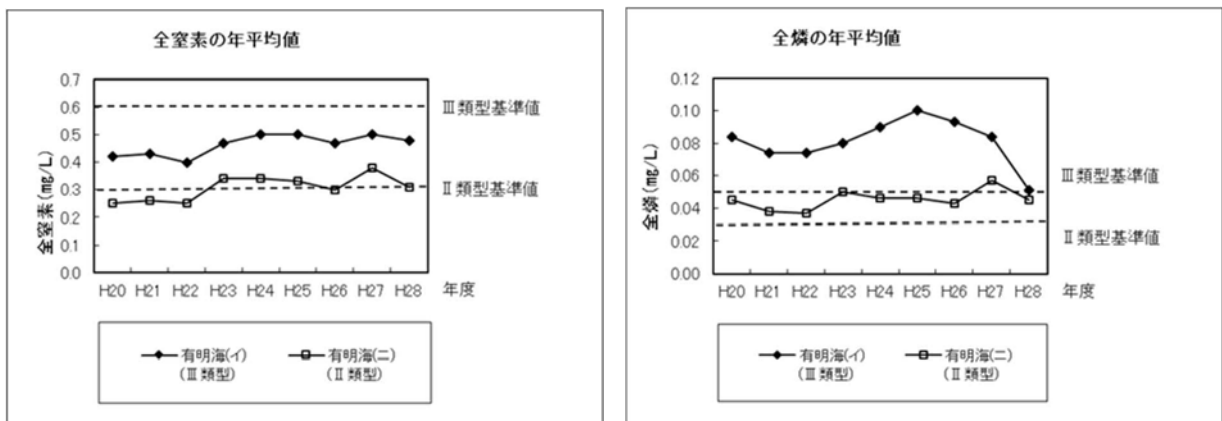 全窒素の年平均値
全窒素(mg/L)
0.7
0.6
0.5
0.4
0.3
0.2
0.1
0.0
Ⅲ類型基準値
Ⅱ類型基準値
H20 H21 H22 H23 H24 H25 H26 H27 H28 年度
有明海(イ) 有明海(ニ)
(Ⅲ類型) (Ⅱ類型)
全燐の年平均値
全燐(mg/L)
0.12
0.10
0.08
0.06
0.04
0.02
0.00
Ⅲ類型基準値
Ⅱ類型基準値
H20 H21 H22 H23 H24 H25 H26 H27 H28 年度
有明海(イ) 有明海(ニ)
(Ⅲ類型) (Ⅱ類型)